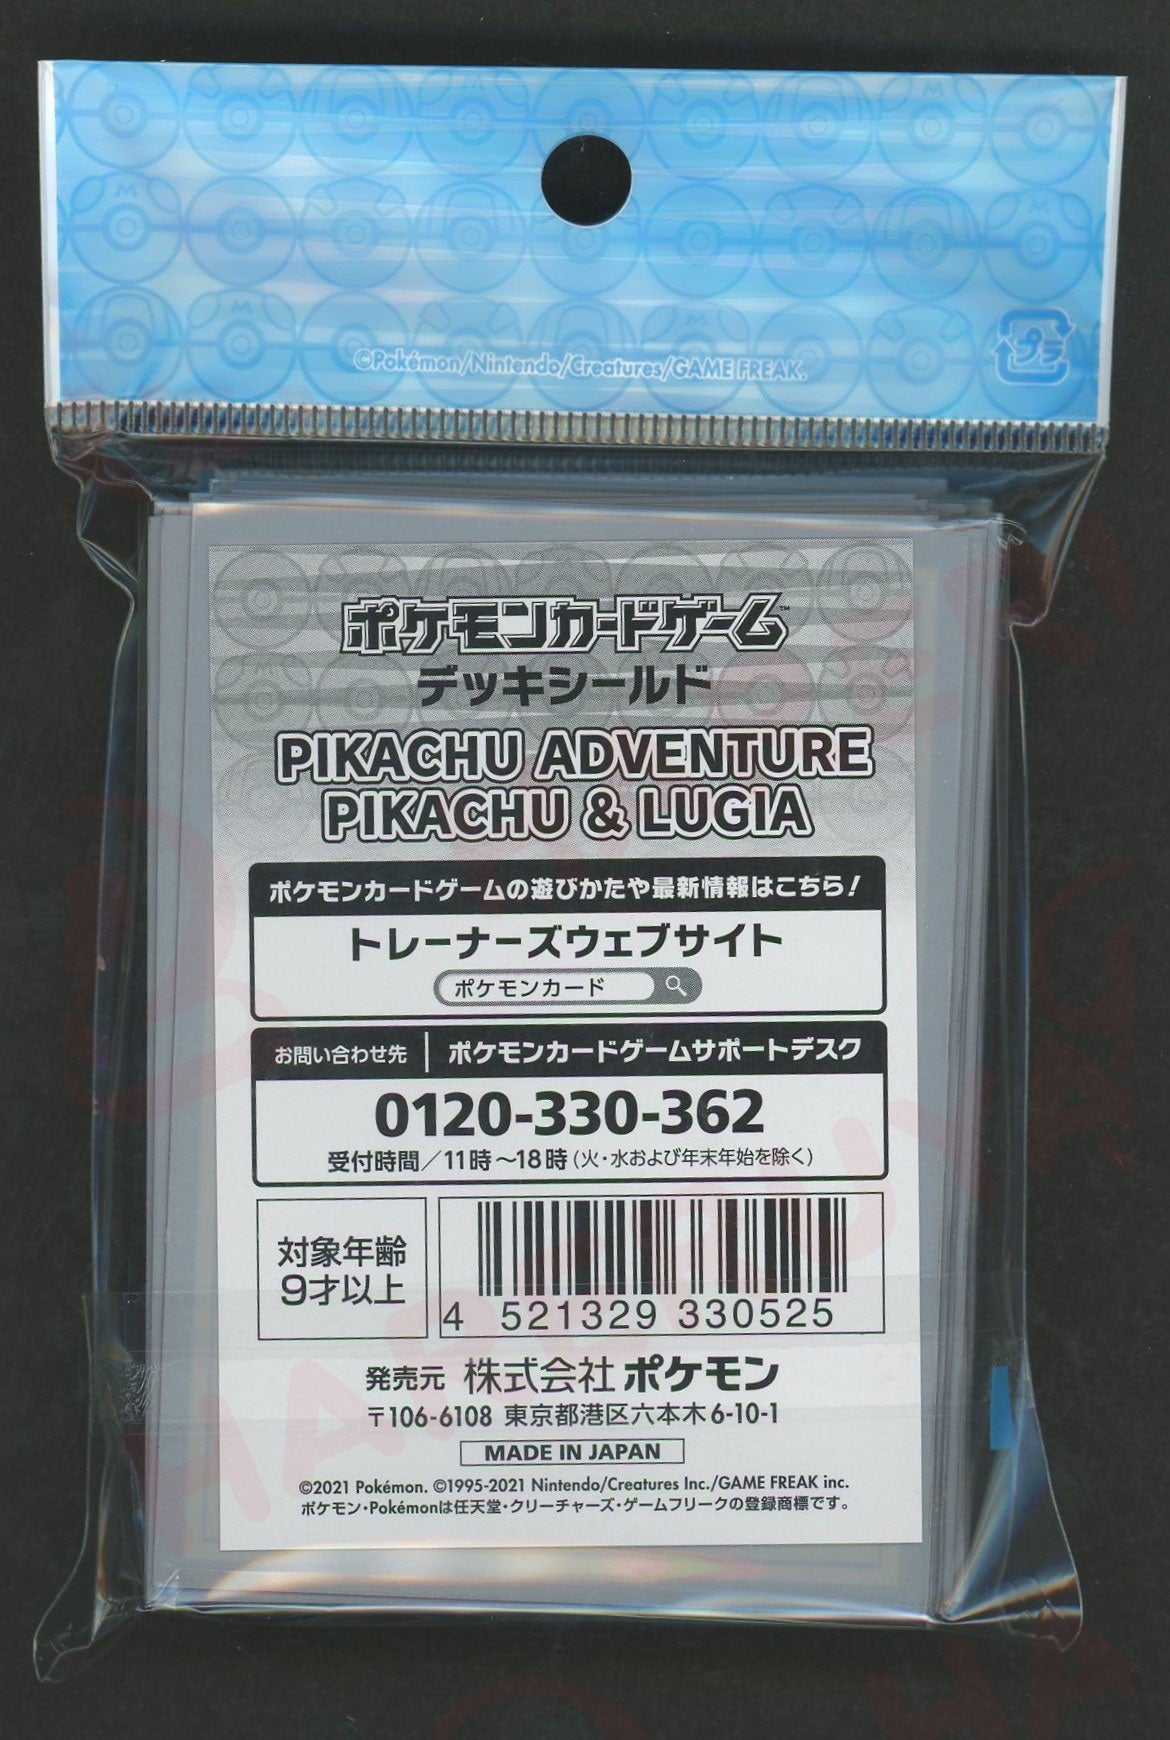 ©Pokémon/Nintendo/Creatures/GAME FREAK.
プラ
ポケモンカードゲーム™
デッキシールド
PIKACHU ADVENTURE
PIKACHU & LUGIA
ポケモンカードゲームの遊びかたや最新情報はこちら!
トレーナーズウェブサイト
ポケモンカード
お問い合わせ先 | ポケモンカードゲームサポートデスク
0120-330-362
受付時間/11時~18時(火・水および年末年始を除く)
対象年齢
9才以上
4 521329 330525
発売元 株式会社ポケモン
〒106-6108 東京都港区六本木6-10-1
MADE IN JAPAN
©2021 Pokémon. ©1995-2021 Nintendo/Creatures Inc./GAME FREAK inc.
ポケモン・Pokémonは任天堂・クリーチャーズ・ゲームフリークの登録商標です。